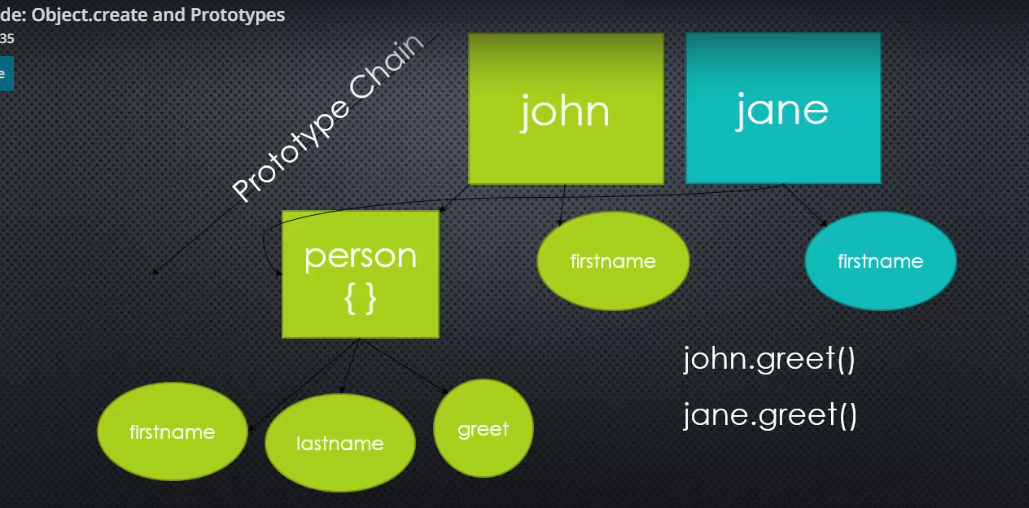 de: Object.create and Prototypes
35
e
Prototype Chain
john
jane
person
{ }
firstname
firstname
firstname
lastname
greet
john.greet()
jane.greet()